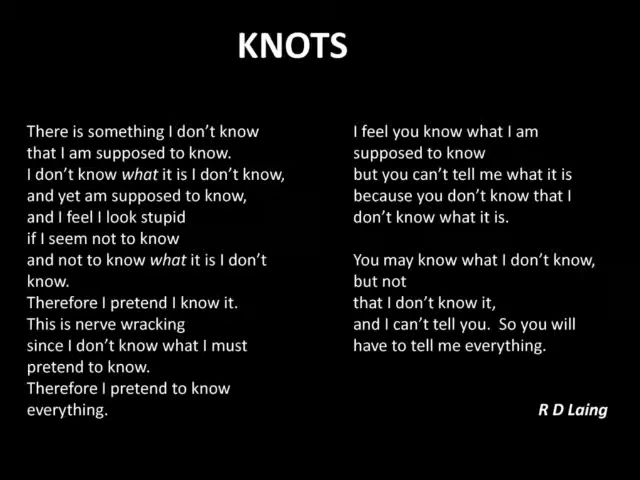 KNOTS
There is something I don’t know
that I am supposed to know.
I don’t know what it is I don’t know,
and yet am supposed to know,
and I feel I look stupid
if I seem not to know
and not to know what it is I don’t
know.
Therefore I pretend I know it.
This is nerve wracking
since I don’t know what I must
pretend to know.
Therefore I pretend to know
everything.
I feel you know what I am
supposed to know
but you can’t tell me what it is
because you don’t know that I
don’t know what it is.
You may know what I don’t know,
but not
that I don’t know it,
and I can’t tell you.  So you will
have to tell me everything.
R D Laing